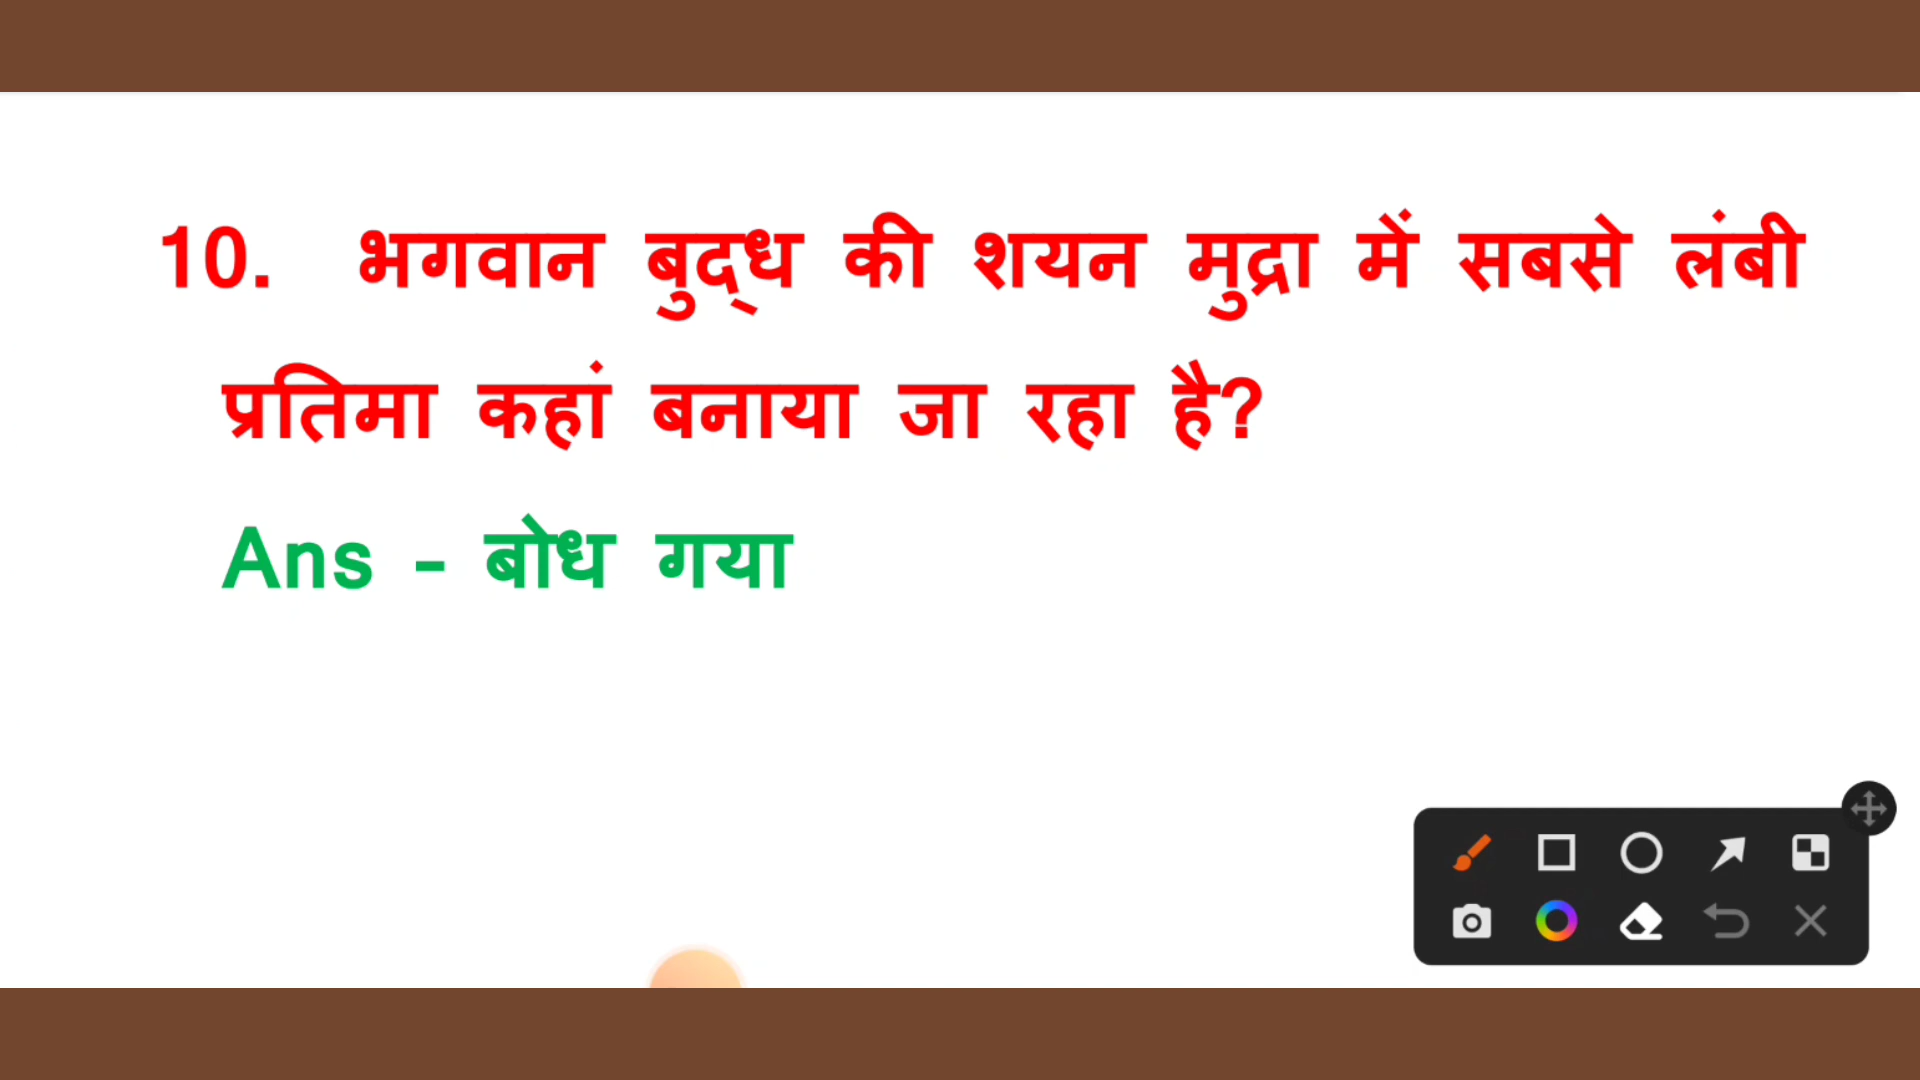 10. भगवान बुद्ध की शयन मुद्रा में सबसे लंबी
प्रतिमा कहां बनाया जा रहा है?
Ans - बोध गया